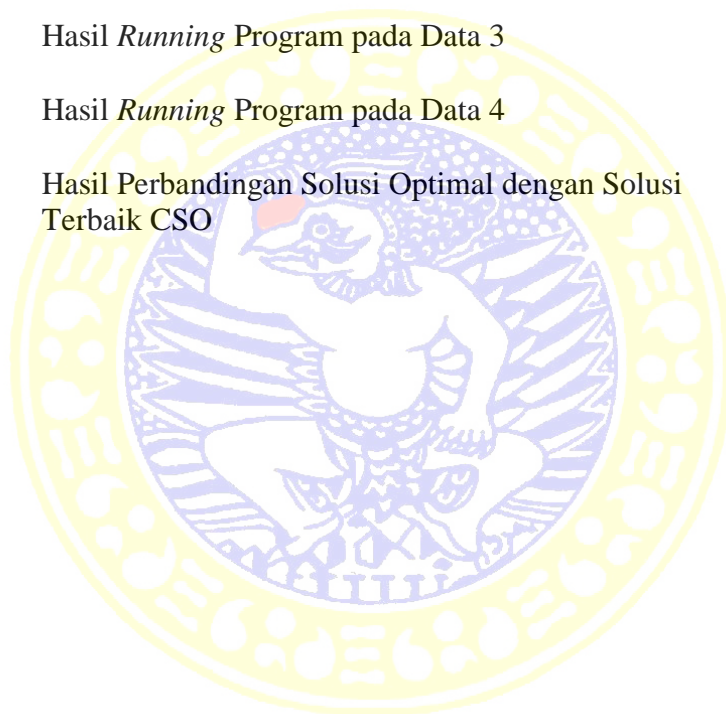 Hasil Running Program pada Data 3
Hasil Running Program pada Data 4
Hasil Perbandingan Solusi Optimal dengan Solusi
Terbaik CSO